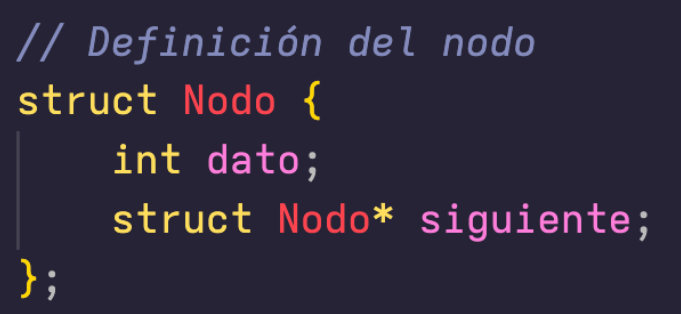 // Definición del nodo
struct Nodo {
    int dato;
    struct Nodo* siguiente;
};